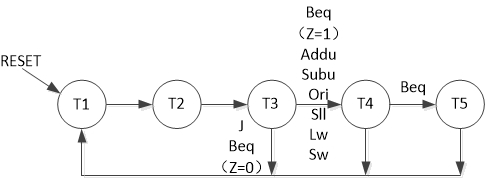 Beq
（Z=1）
Addu
Subu
Ori
Sll
Lw
Sw
RESET
T1
T2
T3
T4
Beq
T5
J
Beq
（Z=0）